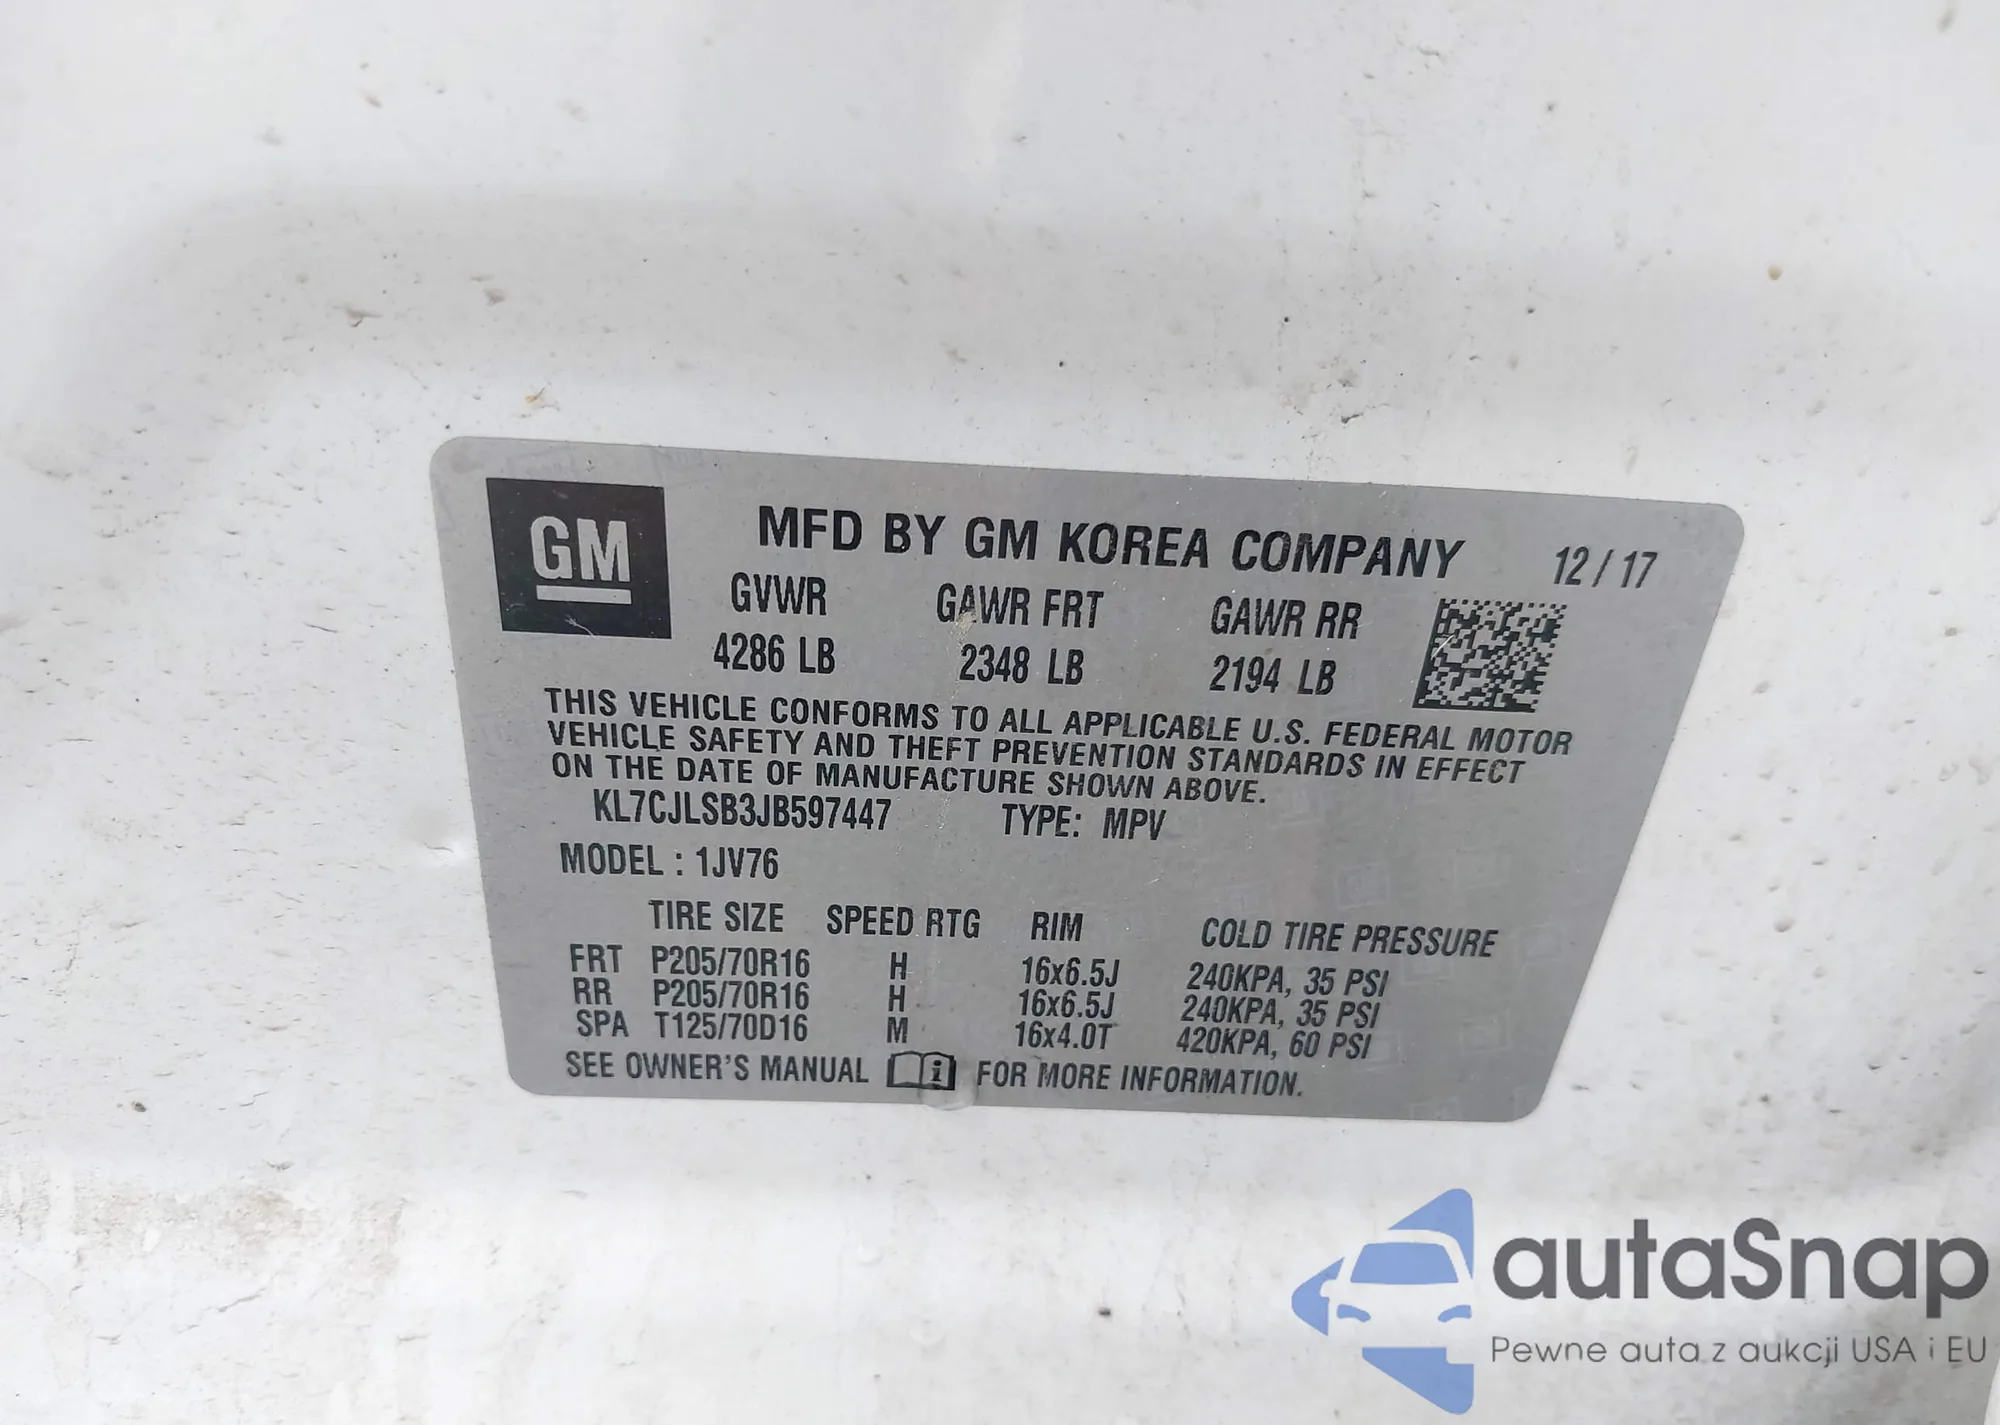 GM
MFD BY GM KOREA COMPANY 12/17
GVWR GAWR FRT GAWR RR
4286 LB 2348 LB 2194 LB
THIS VEHICLE CONFORMS TO ALL APPLICABLE U.S. FEDERAL MOTOR
VEHICLE SAFETY AND THEFT PREVENTION STANDARDS IN EFFECT
ON THE DATE OF MANUFACTURE SHOWN ABOVE.
KL7CJLSB3JB597447 TYPE: MPV
MODEL : 1JV76
TIRE SIZE SPEED RTG RIM COLD TIRE PRESSURE
FRT P205/70R16 H 16x6.5J 240KPA, 35 PSI
RR P205/70R16 H 16x6.5J 240KPA, 35 PSI
SPA T125/70D16 M 16x4.0T 420KPA, 60 PSI
SEE OWNER'S MANUAL FOR MORE INFORMATION.
autaSnap
Pewne auta z aukcji USA i EU